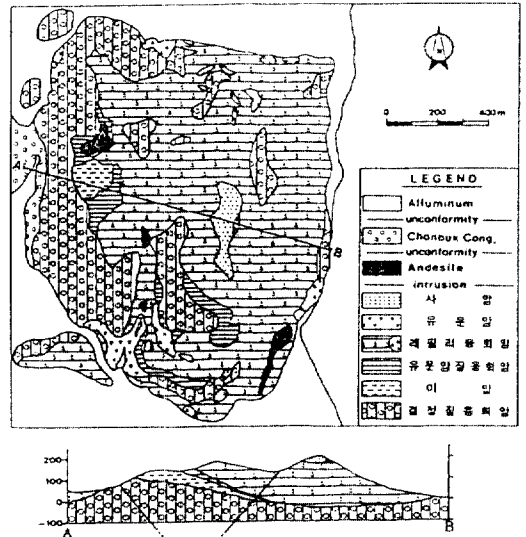 N
0 200 400m
LEGEND
Alluminum
unconformity
Chonoux Cong.
unconformity
Andesite
intrusion
사 암
유 문 암
레필리응회암
유문암질응회암
이 암
결정질응회암
A
B
200
100
0
-100
A
B